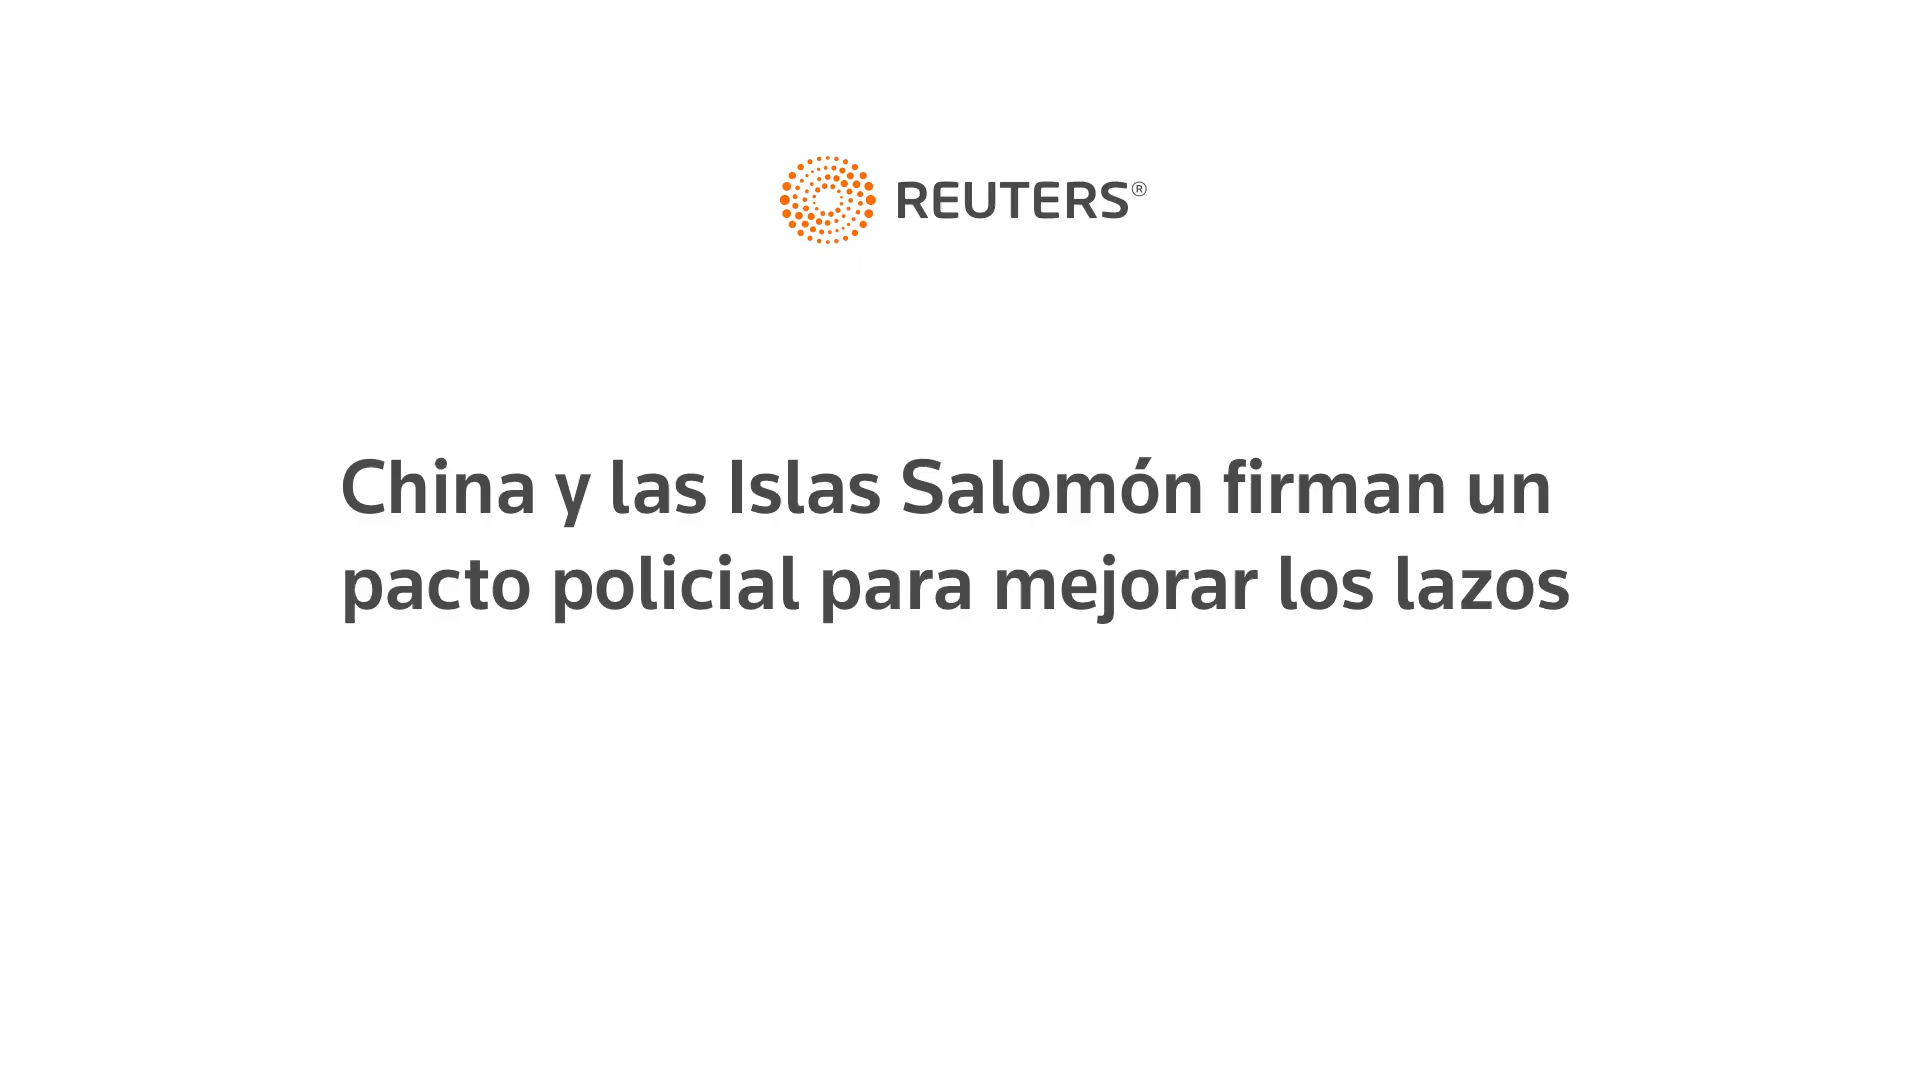 REUTERS®
China y las Islas Salomón firman un
pacto policial para mejorar los lazos